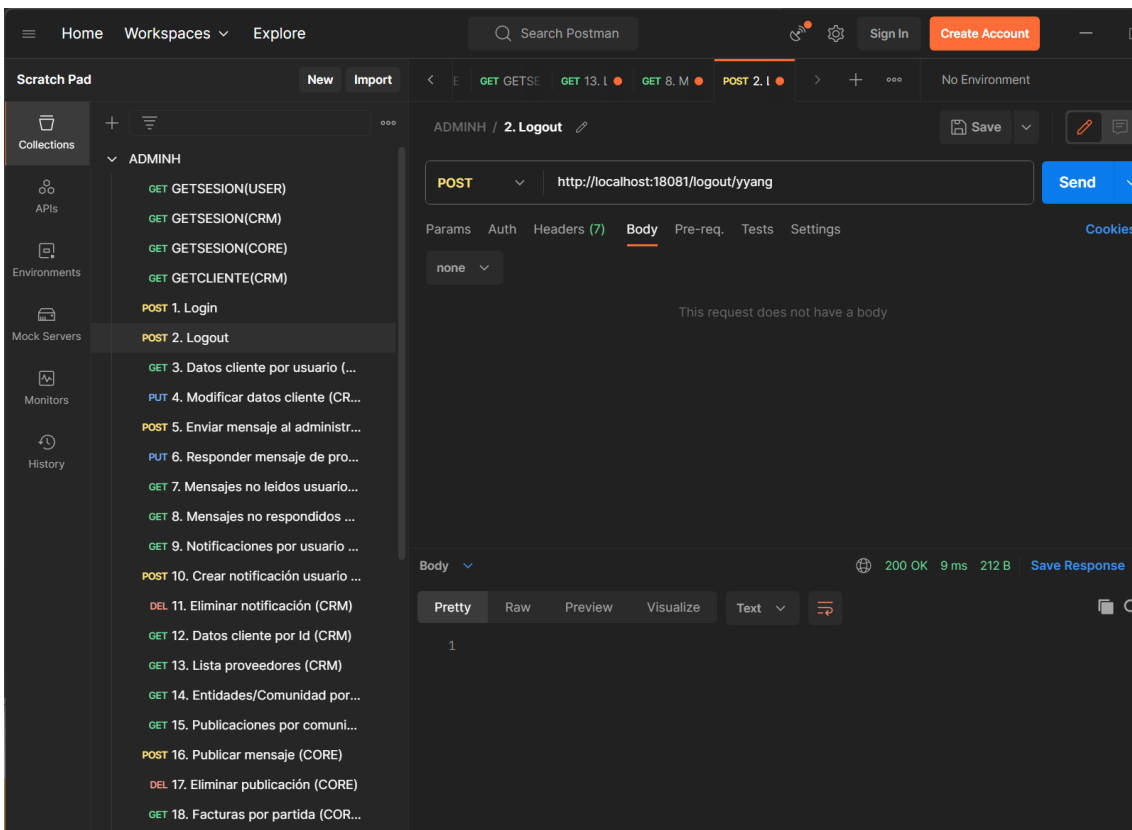 Home Workspaces Explore Search Postman Sign In Create Account
Scratch Pad New Import E GET GETSE GET 13. L GET 8. M POST 2. L No Environment
Collections
APIs
Environments
Mock Servers
Monitors
History
ADMINH
GET GETSESION(USER)
GET GETSESION(CRM)
GET GETSESION(CORE)
GET GETCLIENTE(CRM)
POST 1. Login
POST 2. Logout
GET 3. Datos cliente por usuario (...
PUT 4. Modificar datos cliente (CR...
POST 5. Enviar mensaje al administr...
PUT 6. Responder mensaje de pro...
GET 7. Mensajes no leidos usuario...
GET 8. Mensajes no respondidos ...
GET 9. Notificaciones por usuario ...
POST 10. Crear notificación usuario ...
DEL 11. Eliminar notificación (CRM)
GET 12. Datos cliente por Id (CRM)
GET 13. Lista proveedores (CRM)
GET 14. Entidades/Comunidad por...
GET 15. Publicaciones por comuni...
POST 16. Publicar mensaje (CORE)
DEL 17. Eliminar publicación (CORE)
GET 18. Facturas por partida (COR...
ADMINH / 2. Logout Save
POST http://localhost:18081/logout/yyang Send
Params Auth Headers (7) Body Pre-req. Tests Settings Cookies
none
This request does not have a body
Body 200 OK 9 ms 212 B Save Response
Pretty Raw Preview Visualize Text
1